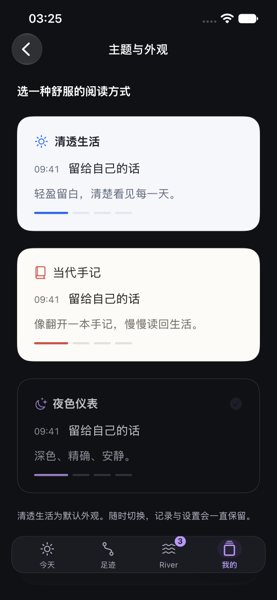 03:25
主题与外观
选一种舒服的阅读方式
清透生活
09:41 留给自己的话
轻盈留白，清楚看见每一天。
当代手记
09:41 留给自己的话
像翻开一本手记，慢慢读回生活。
夜色仪表
09:41 留给自己的话
深色、精确、安静。
清透生活为默认外观。随时切换，记录与设置会一直保留。
3
今天 足迹 River 我的